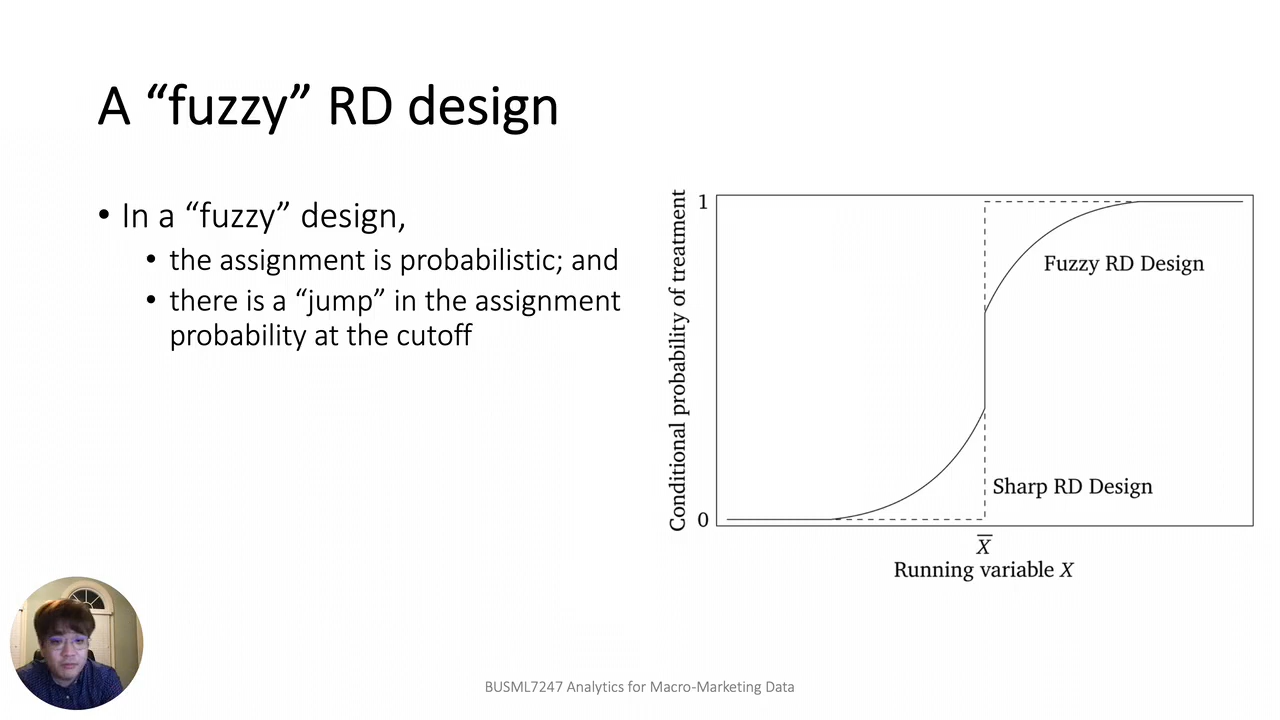 A “fuzzy” RD design
• In a “fuzzy” design,
• the assignment is probabilistic; and
• there is a “jump” in the assignment
probability at the cutoff
Conditional probability of treatment
1
0
Fuzzy RD Design
Sharp RD Design
X̅
Running variable X
BUSML7247 Analytics for Macro-Marketing Data